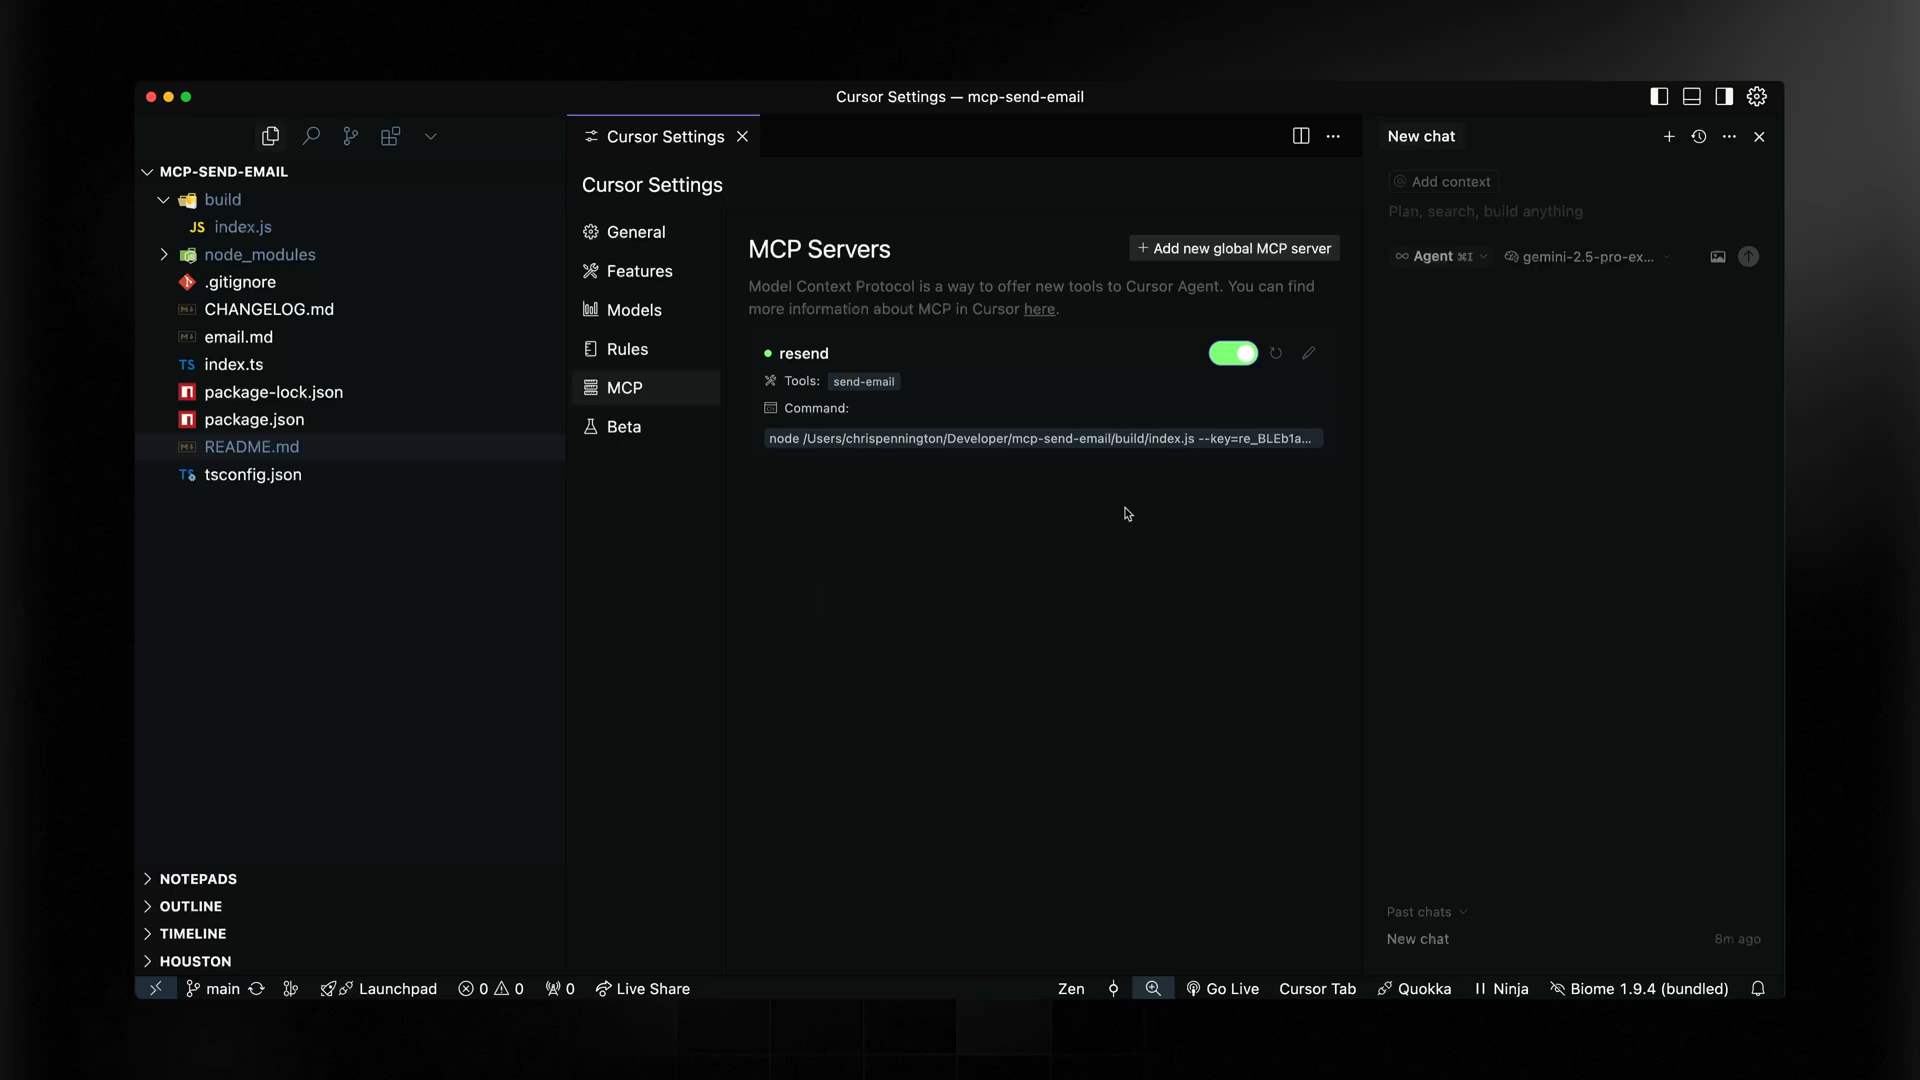 Cursor Settings — mcp-send-email
MCP-SEND-EMAIL
build
JS index.js
node_modules
.gitignore
CHANGELOG.md
email.md
TS index.ts
package-lock.json
package.json
README.md
TS tsconfig.json
NOTEPADS
OUTLINE
TIMELINE
HOUSTON
Cursor Settings
Cursor Settings
General
Features
Models
Rules
MCP
Beta
MCP Servers
+ Add new global MCP server
Model Context Protocol is a way to offer new tools to Cursor Agent. You can find
more information about MCP in Cursor here.
resend
Tools: send-email
Command:
node /Users/chrispennington/Developer/mcp-send-email/build/index.js --key=re_BLEb1a...
New chat
@ Add context
Plan, search, build anything
∞ Agent ⌘I gemini-2.5-pro-ex...
Past chats
New chat 8m ago
main Launchpad 0 0 0 Live Share Zen Go Live Cursor Tab Quokka Ninja Biome 1.9.4 (bundled)